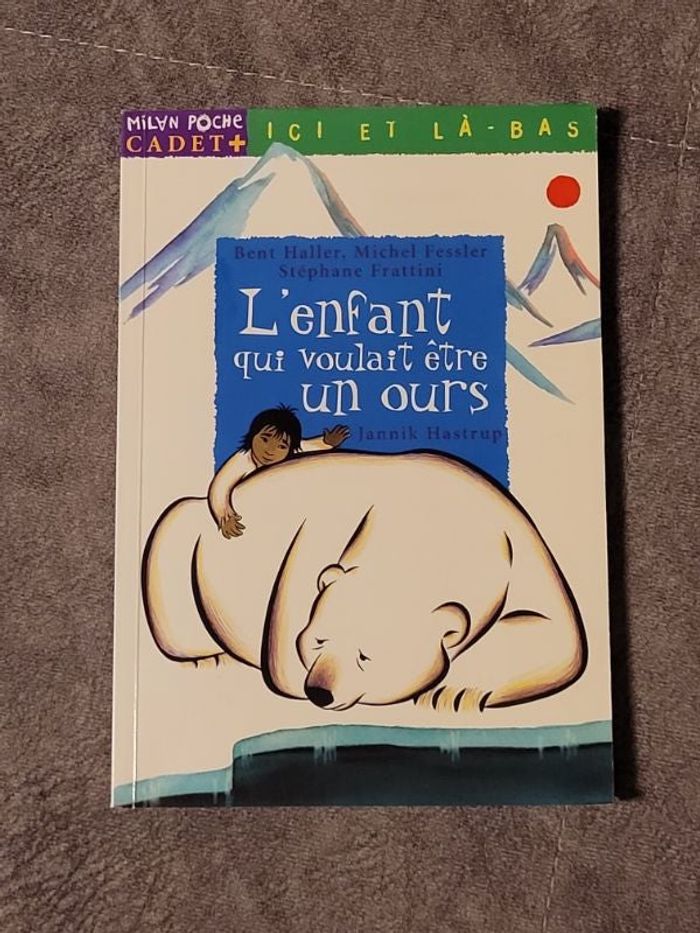 MiLAN POCHE
CADET+
ICI ET LÀ-BAS
Bent Haller, Michel Fessler
Stéphane Frattini
L'enfant
qui voulait être
un ours
Jannik Hastrup